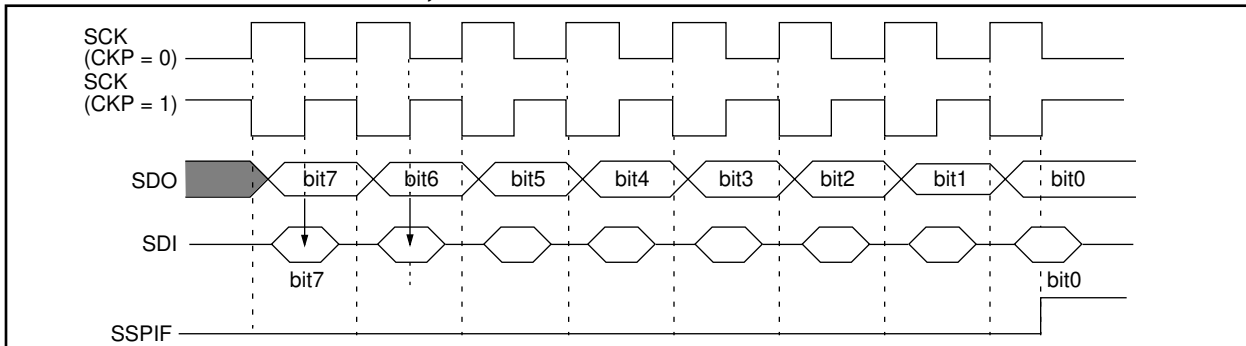 SCK
(CKP = 0)
SCK
(CKP = 1)
SDO bit7 bit6 bit5 bit4 bit3 bit2 bit1 bit0
SDI
bit7 bit0
SSPIF